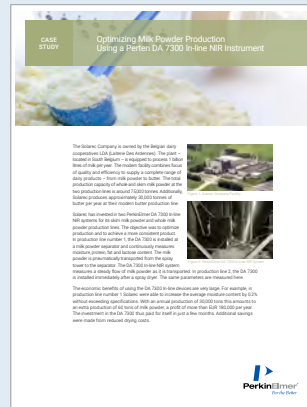 CASE
STUDY
Optimizing Milk Powder Production
Using a Perten DA 7300 In-line NIR Instrument
The Solarec Company is owned by the Belgian dairy
cooperatives LDA (Laiterie Des Ardennes). The plant –
located in South Belgium – is equipped to process 1 billion
litres of milk per year. The modern facility combines focus
of quality and efficiency to supply a complete range of
dairy products – from milk powder to butter. The total
production capacity of whole and skim milk powder at the
two production lines is around 75,000 tonnes. Additionally,
Solarec produces approximately 30,000 tonnes of
butter per year at their modern butter production line.
Solarec has invested in two PerkinElmer DA 7300 In-line
NIR systems for its skim milk powder and whole milk
powder production lines. The objective was to optimize
production and to achieve a more consistent product.
In production line number 1, the DA 7300 is installed at
a milk powder separator and continuously measures
moisture, protein, fat and lactose content. The milk
powder is pneumatically transported from the spray
tower to the separator. The DA 7300 In-line NIR system
measures a steady flow of milk powder as it is transported. In production line 2, the DA 7300
is installed immediately after a spray dryer. The same parameters are measured here.
The economic benefits of using the DA 7300 In-line devices are very large. For example, in
production line number 1 Solarec were able to increase the average moisture content by 0.2%
without exceeding specifications. With an annual production of 30,000 tons this amounts to
an extra production of 60 tons of milk powder, a profit of more than EUR 180,000 per year.
The investment in the DA 7300 thus paid for itself in just a few months. Additional savings
were made from reduced drying costs.
PerkinElmer
For the Better